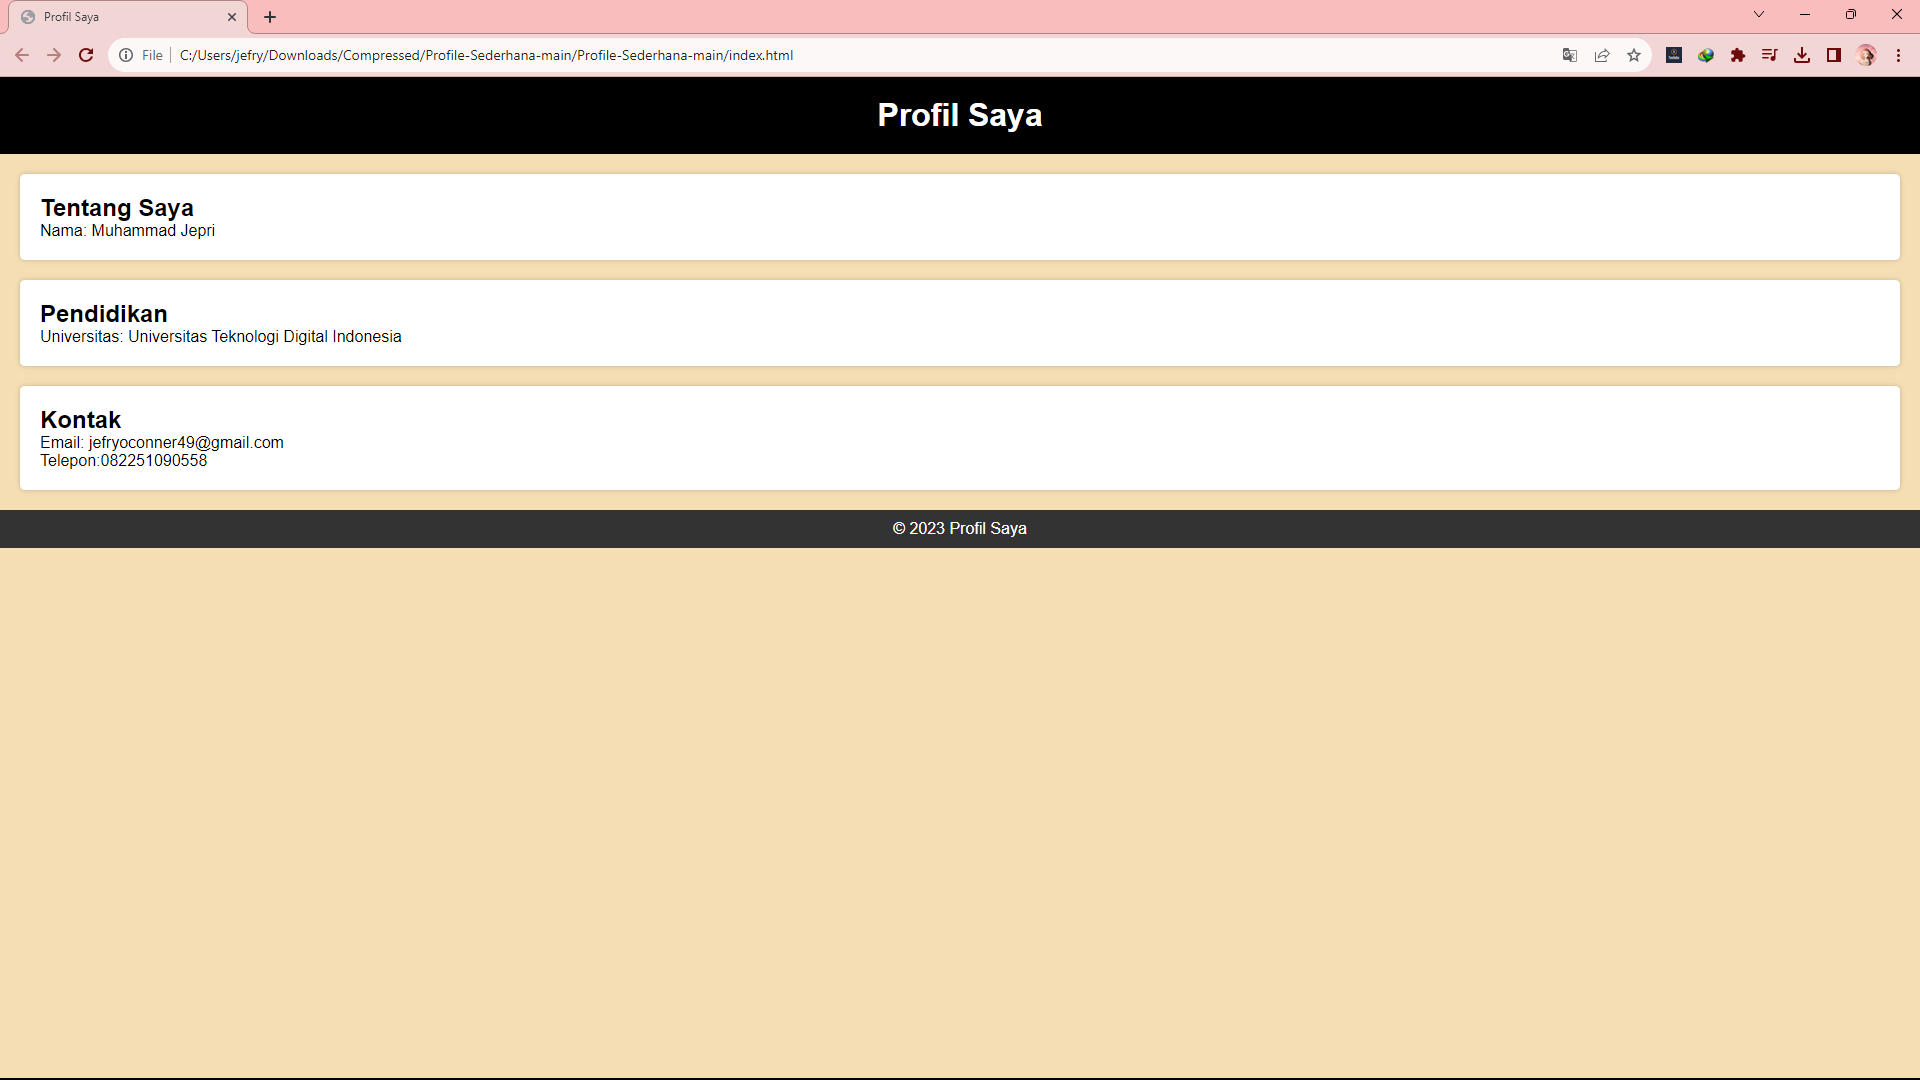 Profil Saya
File
C:/Users/jefry/Downloads/Compressed/Profile-Sederhana-main/Profile-Sederhana-main/index.html
Profil Saya
Tentang Saya
Nama: Muhammad Jepri
Pendidikan
Universitas: Universitas Teknologi Digital Indonesia
Kontak
Email: jefryoconner49@gmail.com
Telepon:082251090558
© 2023 Profil Saya